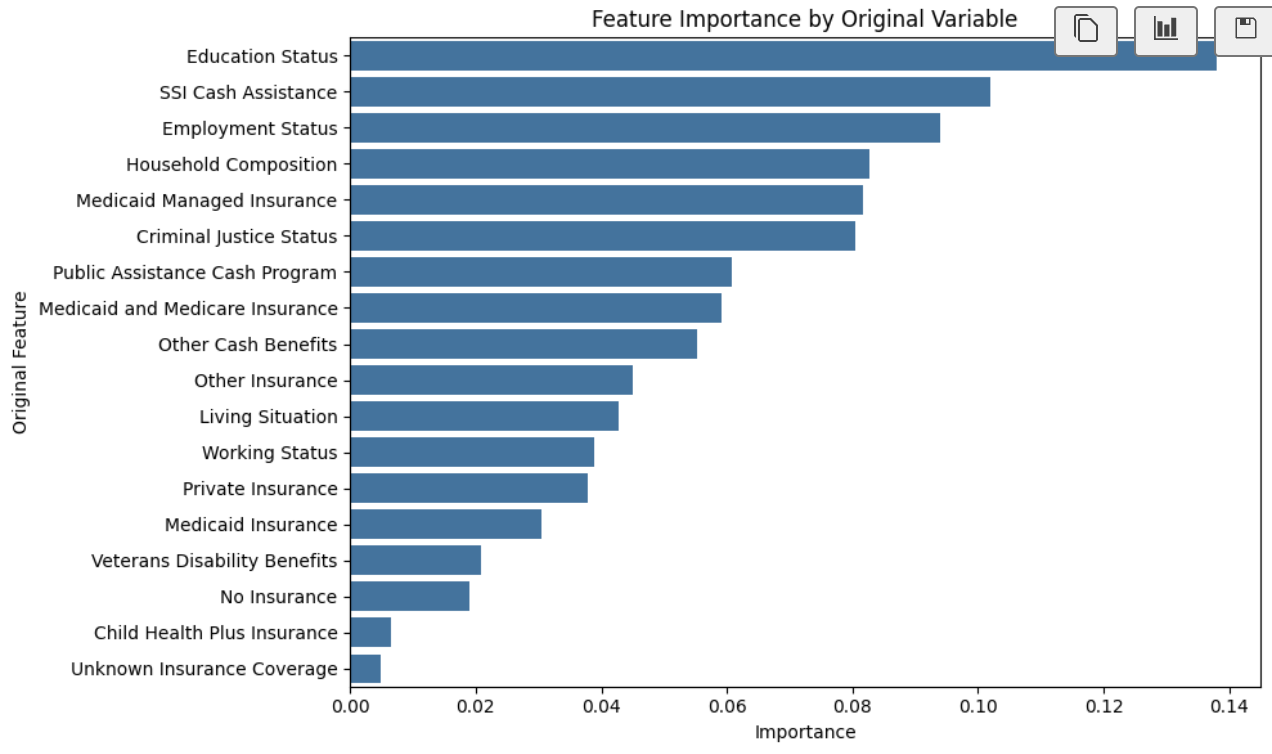 Feature Importance by Original Variable
Original Feature
Education Status
SSI Cash Assistance
Employment Status
Household Composition
Medicaid Managed Insurance
Criminal Justice Status
Public Assistance Cash Program
Medicaid and Medicare Insurance
Other Cash Benefits
Other Insurance
Living Situation
Working Status
Private Insurance
Medicaid Insurance
Veterans Disability Benefits
No Insurance
Child Health Plus Insurance
Unknown Insurance Coverage
0.00 0.02 0.04 0.06 0.08 0.10 0.12 0.14
Importance